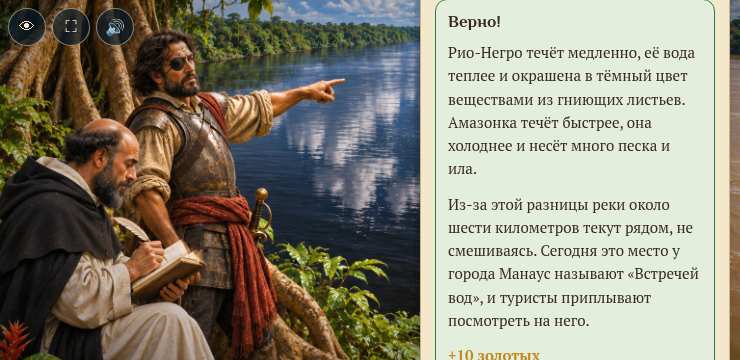 Верно!
Рио-Негро течёт медленно, её вода
теплее и окрашена в тёмный цвет
веществами из гниющих листьев.
Амазонка течёт быстрее, она
холоднее и несёт много песка и
ила.
Из-за этой разницы реки около
шести километров текут рядом, не
смешиваясь. Сегодня это место у
города Манаус называют «Встречей
вод», и туристы приплывают
посмотреть на него.
+10 золотых